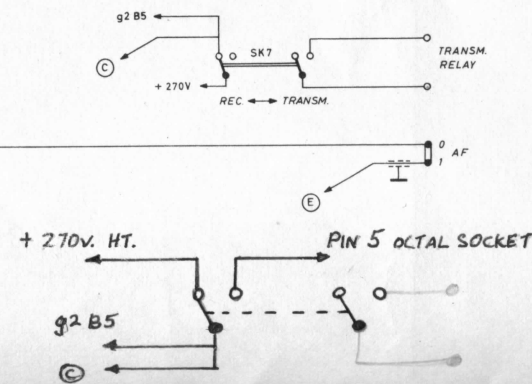 g2 B5
C
SK7
+ 270V
REC. ◄─► TRANSM.
TRANSM.
RELAY
0
AF
1
E
+ 270v. HT.
PIN 5 OCTAL SOCKET
g2 B5
C